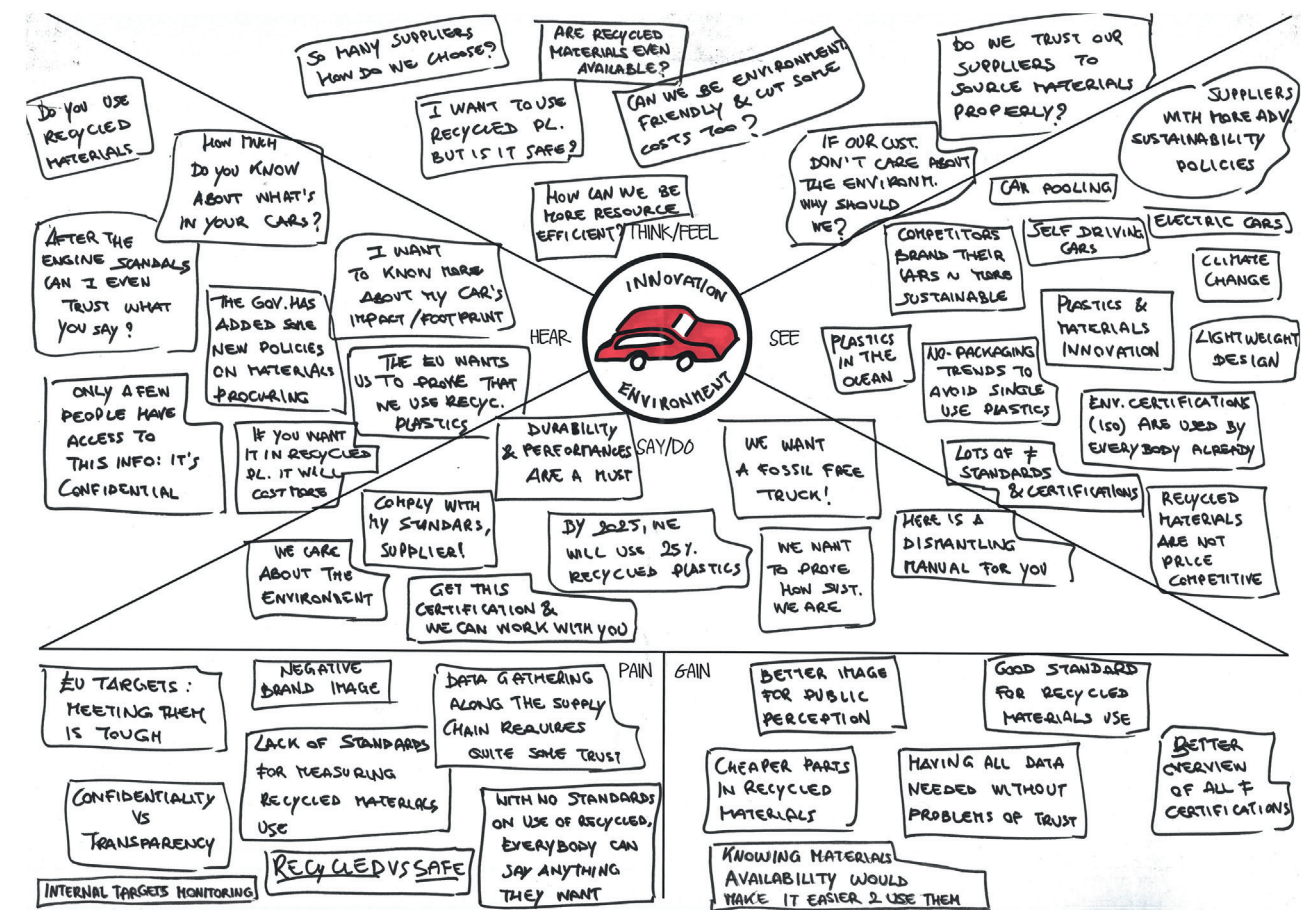 SO MANY SUPPLIERS
HOW DO WE CHOOSE?
ARE RECYCLED
MATERIALS EVEN
AVAILABLE?
I WANT TO USE
RECYCLED PL.
BUT IS IT SAFE?
CAN WE BE ENVIRONMENT
FRIENDLY & CUT SOME
COSTS TOO?
DO WE TRUST OUR
SUPPLIERS TO
SOURCE MATERIALS
PROPERLY?
IF OUR CUST.
DON'T CARE ABOUT
THE ENVIRONM.
WHY SHOULD
WE?
HOW CAN WE BE
MORE RESOURCE
EFFICIENT?
THINK/FEEL
DO YOU USE
RECYCLED
MATERIALS
HOW MUCH
DO YOU KNOW
ABOUT WHAT'S
IN YOUR CARS?
AFTER THE
ENGINE SCANDALS
CAN I EVEN
TRUST WHAT
YOU SAY?
I WANT
TO KNOW MORE
ABOUT MY CAR'S
IMPACT/FOOTPRINT
THE GOV. HAS
ADDED SOME
NEW POLICIES
ON MATERIALS
PROCURING
THE EU WANTS
US TO PROVE THAT
WE USE RECYC.
PLASTICS
ONLY A FEW
PEOPLE HAVE
ACCESS TO
THIS INFO: IT'S
CONFIDENTIAL
IF YOU WANT
IT IN RECYCLED
PL. IT WILL
COST MORE
HEAR
INNOVATION
ENVIRONMENT
SEE
SUPPLIERS
WITH MORE ADV.
SUSTAINABILITY
POLICIES
CAR POOLING
SELF DRIVING
CARS
ELECTRIC CARS
COMPETITORS
BRAND THEIR
CARS ~ MORE
SUSTAINABLE
CLIMATE
CHANGE
PLASTICS &
MATERIALS
INNOVATION
LIGHTWEIGHT
DESIGN
PLASTICS
IN THE
OCEAN
NO-PACKAGING
TRENDS TO
AVOID SINGLE
USE PLASTICS
ENV. CERTIFICATIONS
(ISO) ARE USED BY
EVERYBODY ALREADY
LOTS OF ≠
STANDARDS
& CERTIFICATIONS
RECYCLED
MATERIALS
ARE NOT
PRICE
COMPETITIVE
SAY/DO
DURABILITY
& PERFORMANCES
ARE A MUST
WE WANT
A FOSSIL FREE
TRUCK!
COMPLY WITH
MY STANDARS,
SUPPLIER!
BY 2025, WE
WILL USE 25%
RECYCLED PLASTICS
WE WANT
TO PROVE
HOW SUST.
WE ARE
HERE IS A
DISMANTLING
MANUAL FOR YOU
WE CARE
ABOUT THE
ENVIRONMENT
GET THIS
CERTIFICATION &
WE CAN WORK WITH YOU
PAIN
EU TARGETS:
MEETING THEM
IS TOUGH
NEGATIVE
BRAND IMAGE
DATA GATHERING
ALONG THE SUPPLY
CHAIN REQUIRES
QUITE SOME TRUST
LACK OF STANDARDS
FOR MEASURING
RECYCLED MATERIALS
USE
CONFIDENTIALITY
VS
TRANSPARENCY
WITH NO STANDARDS
ON USE OF RECYCLED,
EVERYBODY CAN
SAY ANYTHING
THEY WANT
RECYCLED VS SAFE
INTERNAL TARGETS MONITORING
GAIN
BETTER IMAGE
FOR PUBLIC
PERCEPTION
GOOD STANDARD
FOR RECYCLED
MATERIALS USE
CHEAPER PARTS
IN RECYCLED
MATERIALS
HAVING ALL DATA
NEEDED WITHOUT
PROBLEMS OF TRUST
BETTER
OVERVIEW
OF ALL ≠
CERTIFICATIONS
KNOWING MATERIALS
AVAILABILITY WOULD
MAKE IT EASIER 2 USE THEM